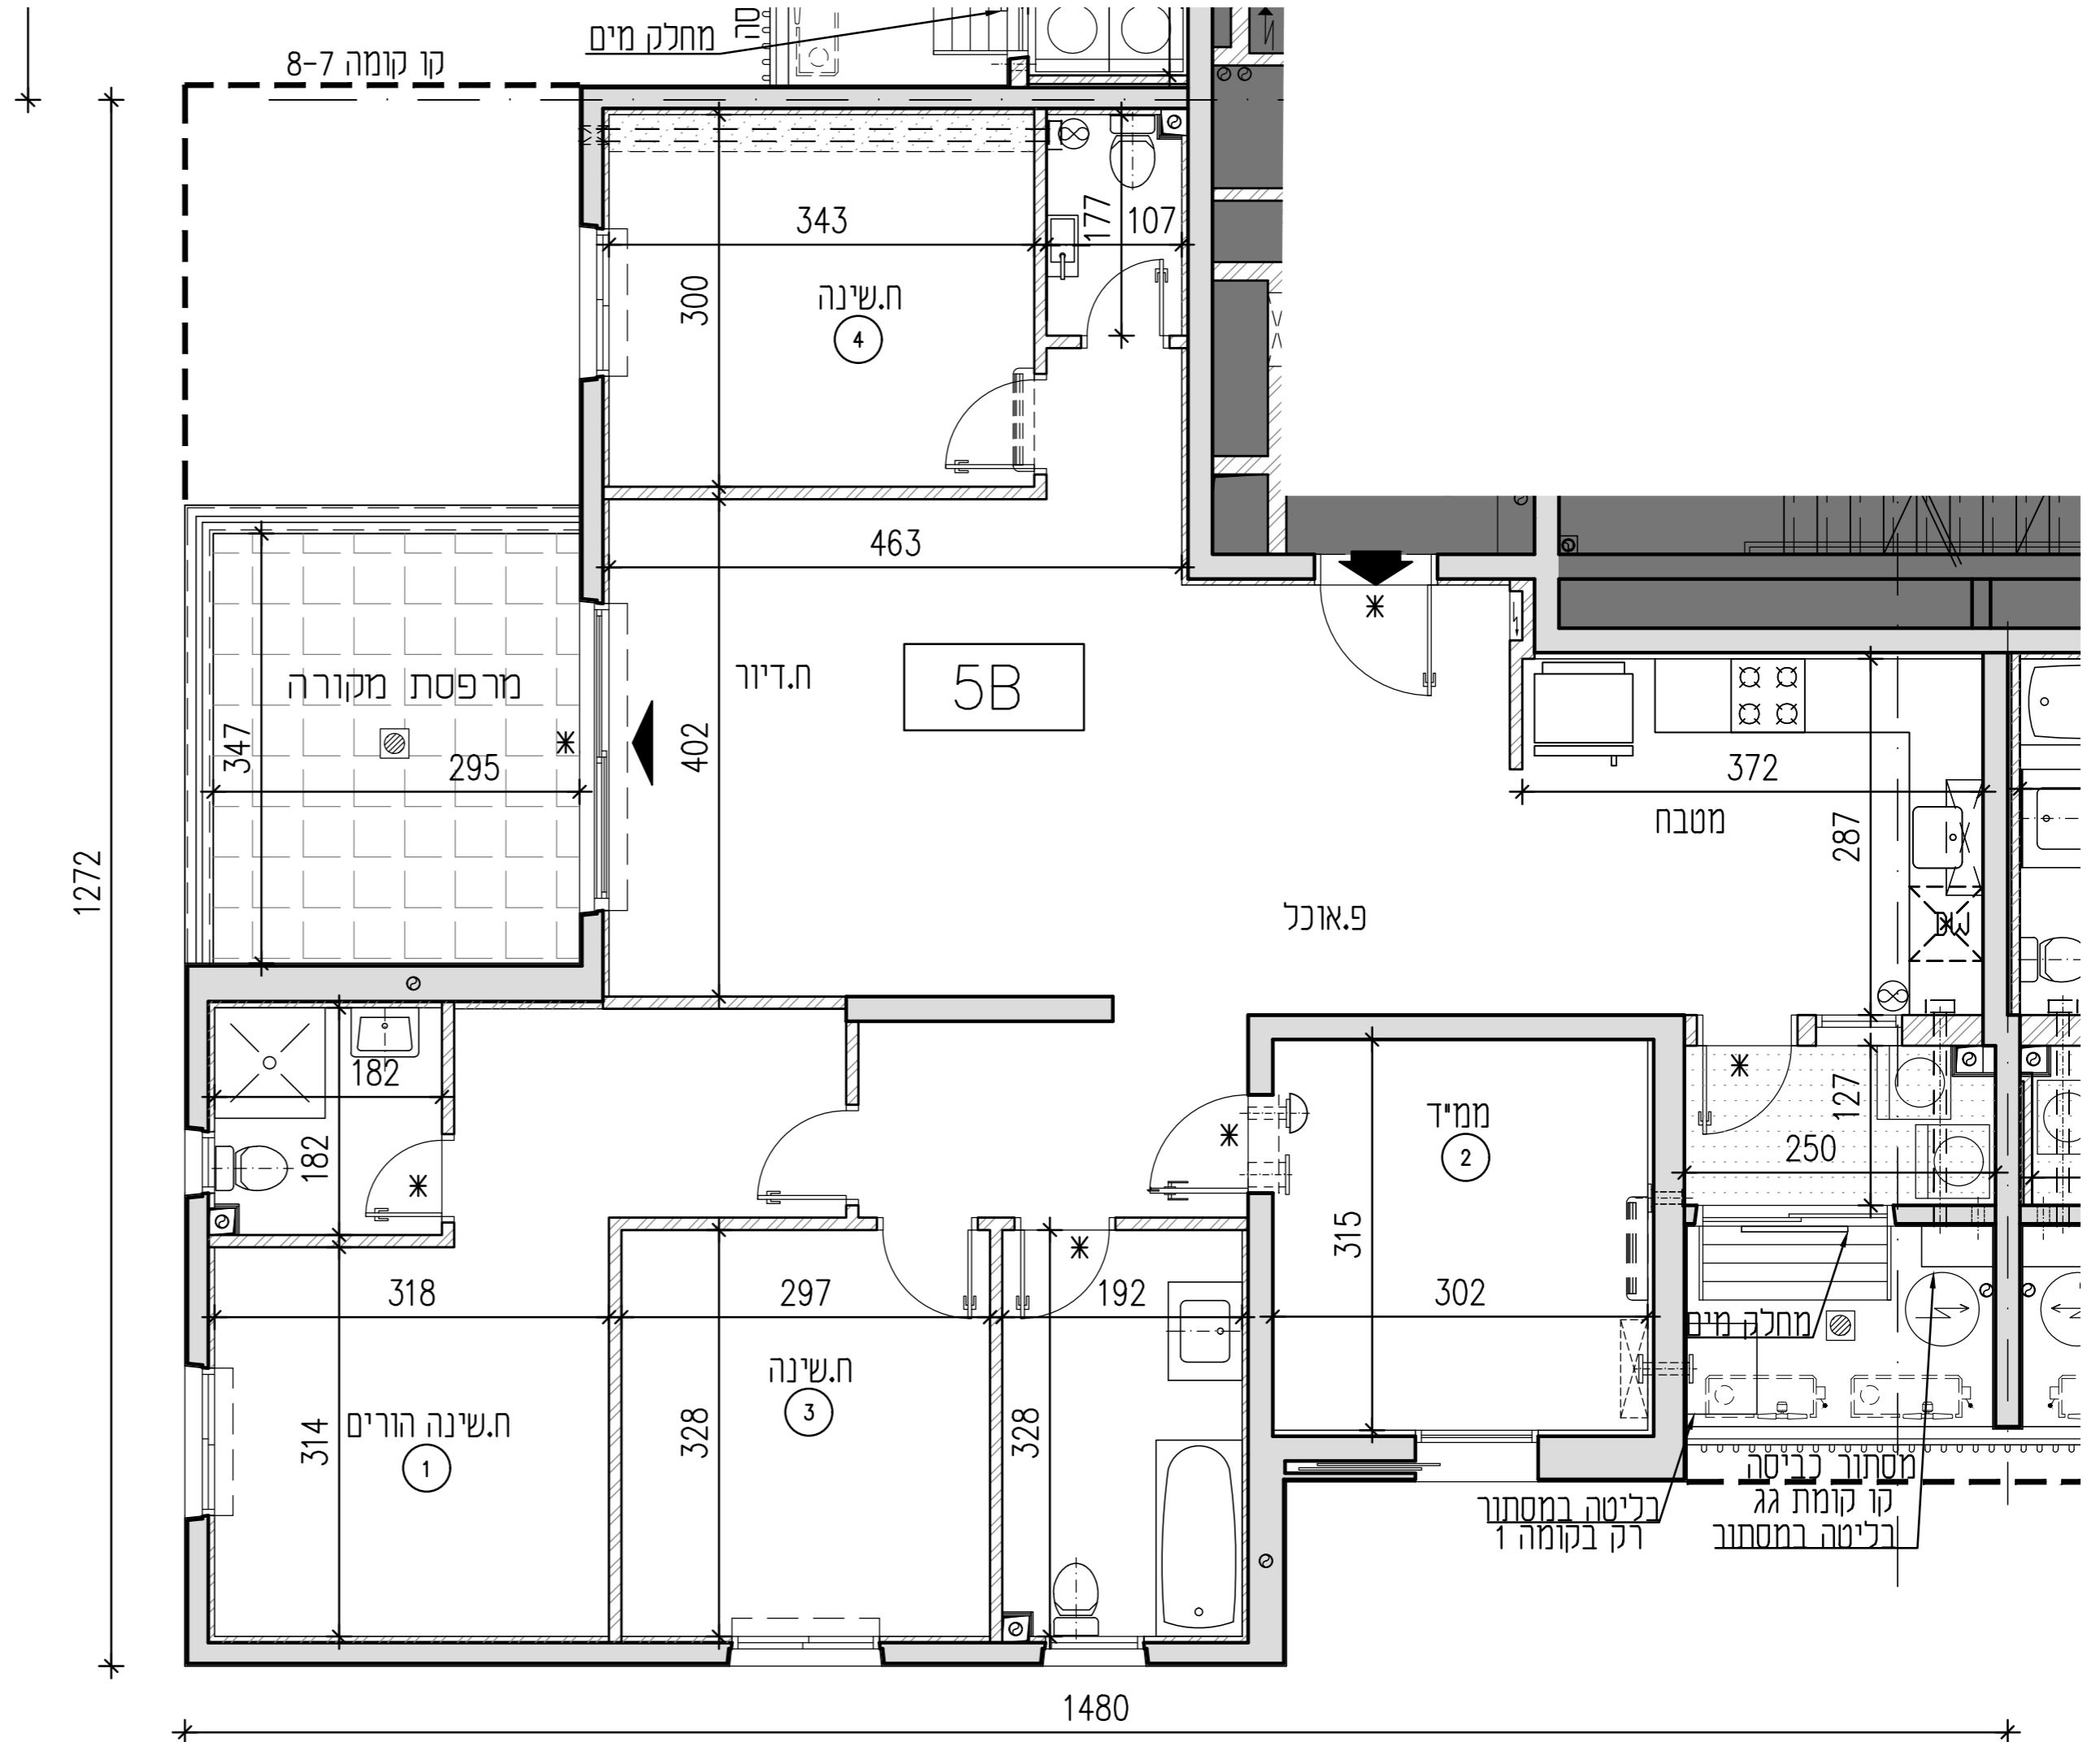 קו קומה 8-7
מחלק מים
343
177
107
300
ח.שינה
4
463
5B
ח.דיור
מרפסת מקורה
347
295
402
372
מטבח
287
1272
פ.אוכל
DW
182
182
ממ"ד
2
127
250
315
318
297
192
302
מחלק מים
ח.שינה
3
ח.שינה הורים
1
314
328
328
מסתור כביסה
קו קומת גג
בליטה במסתור
בליטה במסתור
רק בקומה 1
1480